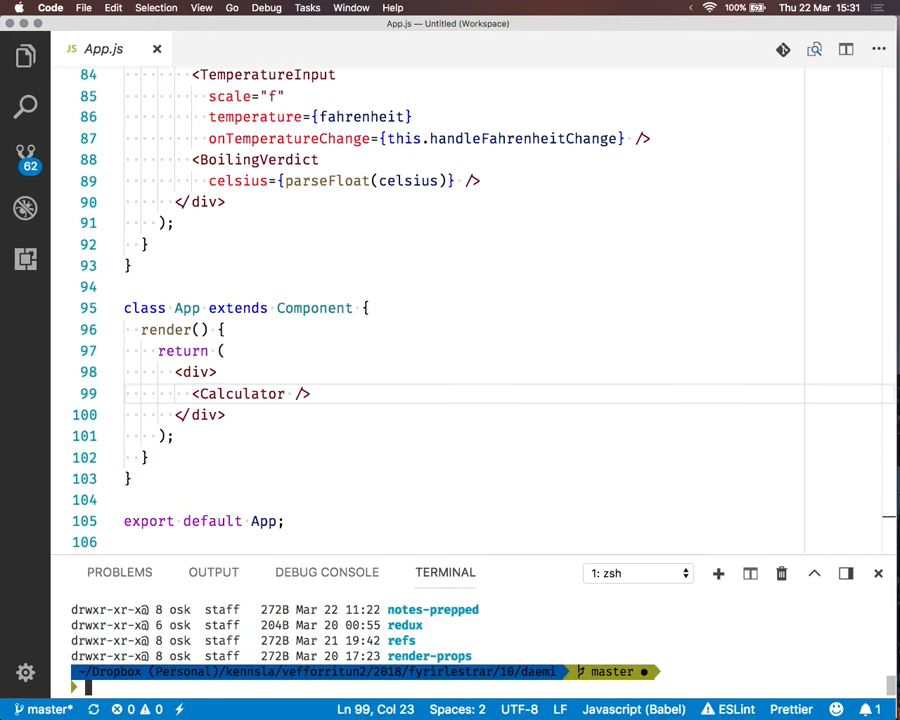 Code File Edit Selection View Go Debug Tasks Window Help 100% Thu 22 Mar 15:31
App.js — Untitled (Workspace)
JS App.js
84 <TemperatureInput
85 scale="f"
86 temperature={fahrenheit}
87 onTemperatureChange={this.handleFahrenheitChange} />
88 <BoilingVerdict
89 celsius={parseFloat(celsius)} />
90 </div>
91 );
92 }
93 }
94
95 class App extends Component {
96 render() {
97 return (
98 <div>
99 <Calculator />
100 </div>
101 );
102 }
103 }
104
105 export default App;
106
62
PROBLEMS OUTPUT DEBUG CONSOLE TERMINAL 1: zsh
drwxr-xr-x@ 8 osk staff 272B Mar 22 11:22 notes-prepped
drwxr-xr-x@ 6 osk staff 204B Mar 20 00:55 redux
drwxr-xr-x@ 8 osk staff 272B Mar 21 19:42 refs
drwxr-xr-x@ 8 osk staff 272B Mar 20 17:23 render-props
~/Dropbox (Personal)/kennsla/vefforritun2/2018/fyrirlestrar/10/daemi master ●
master* 0 0 Ln 99, Col 23 Spaces: 2 UTF-8 LF Javascript (Babel) ESLint Prettier 1